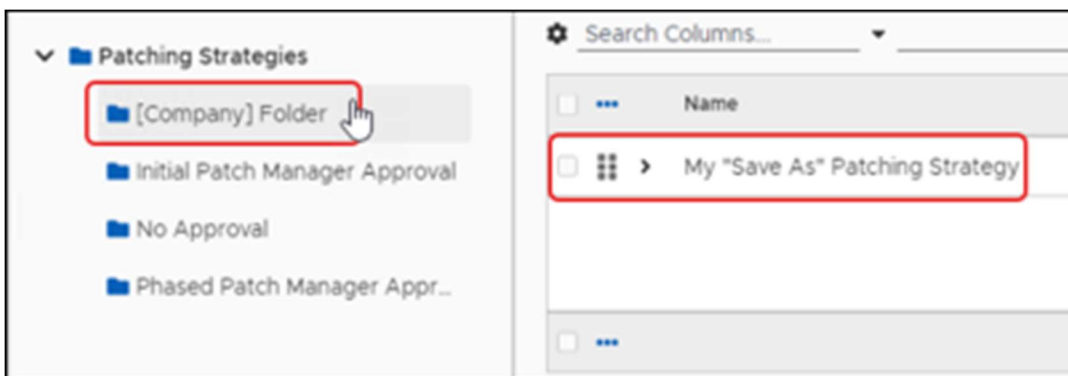 Patching Strategies
[Company] Folder
Initial Patch Manager Approval
No Approval
Phased Patch Manager Appr...
Search Columns...
Name
My "Save As" Patching Strategy